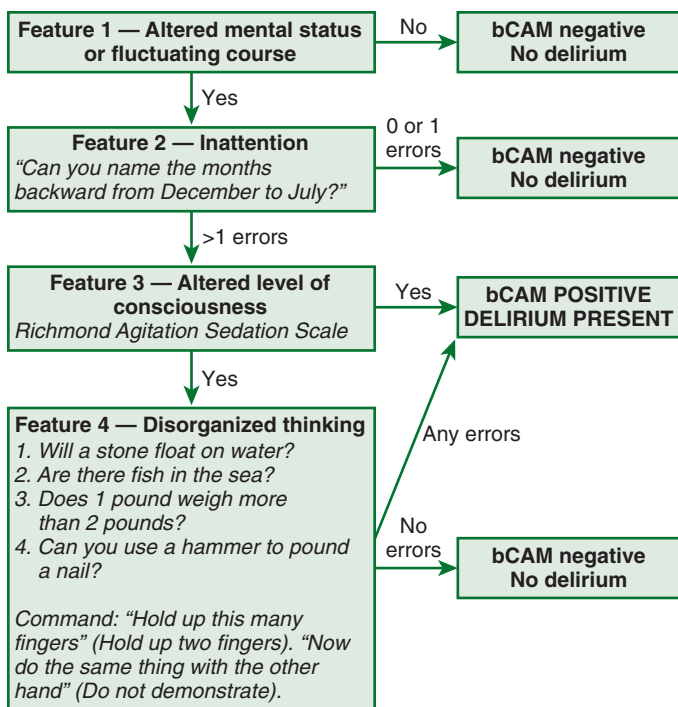 Feature 1 — Altered mental status
or fluctuating course
No
bCAM negative
No delirium
Yes
Feature 2 — Inattention
“Can you name the months
backward from December to July?”
0 or 1
errors
bCAM negative
No delirium
>1 errors
Feature 3 — Altered level of
consciousness
Richmond Agitation Sedation Scale
Yes
bCAM POSITIVE
DELIRIUM PRESENT
Yes
Feature 4 — Disorganized thinking
1. Will a stone float on water?
2. Are there fish in the sea?
3. Does 1 pound weigh more
than 2 pounds?
4. Can you use a hammer to pound
a nail?
Command: “Hold up this many
fingers” (Hold up two fingers). “Now
do the same thing with the other
hand” (Do not demonstrate).
Any errors
No
errors
bCAM negative
No delirium